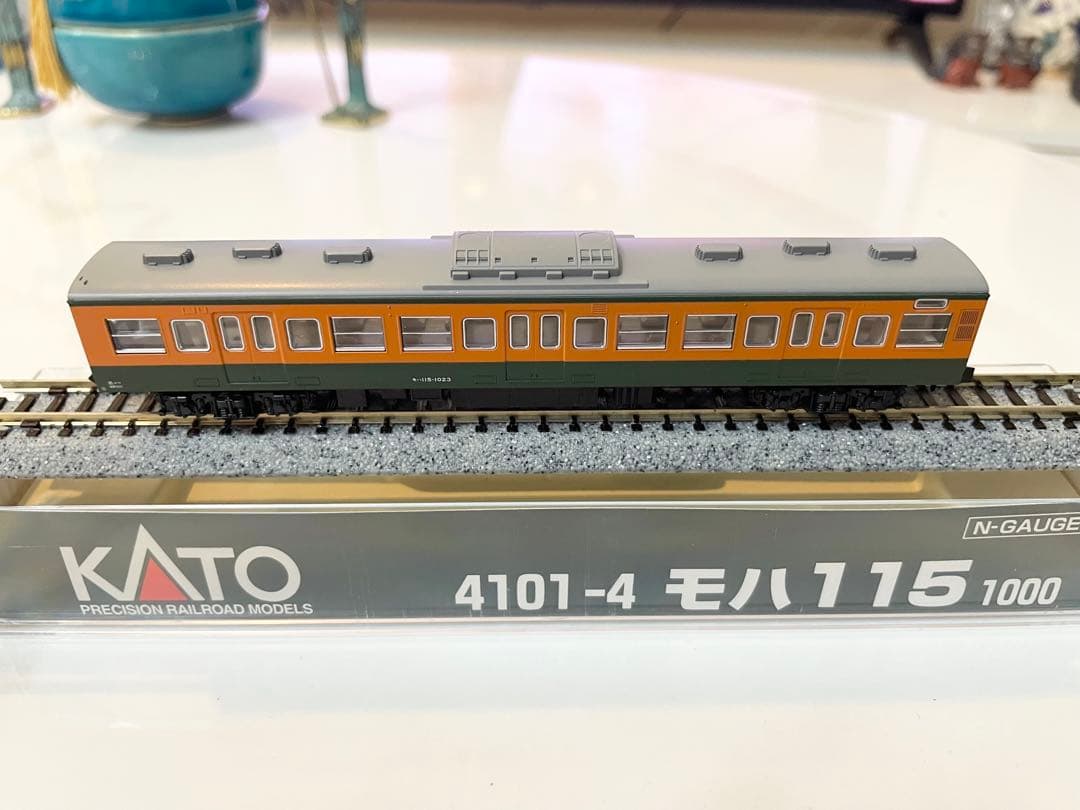 モハ115-1023
N-GAUGE
KATO
PRECISION RAILROAD MODELS
4101-4 モハ115 1000